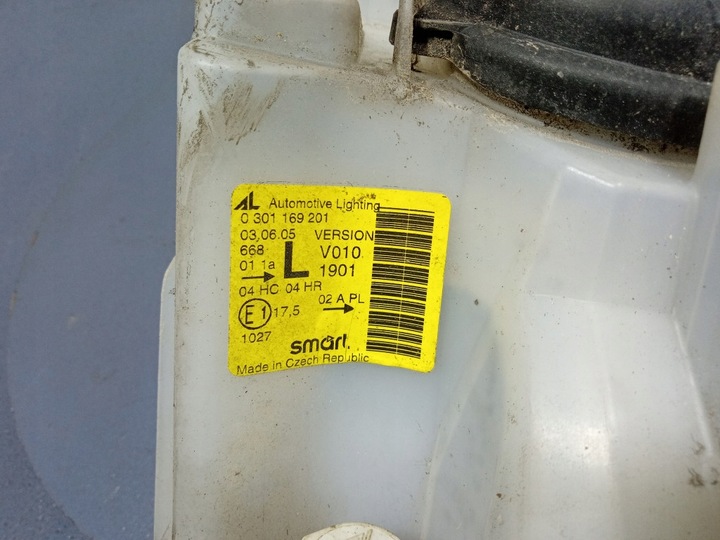 AL Automotive Lighting
0 301 169 201
03.06.05 VERSION
668 L V010
01 1a 1901
04 HC 04 HR
02 A PL
E1 17,5
1027
smart
Made in Czech Republic